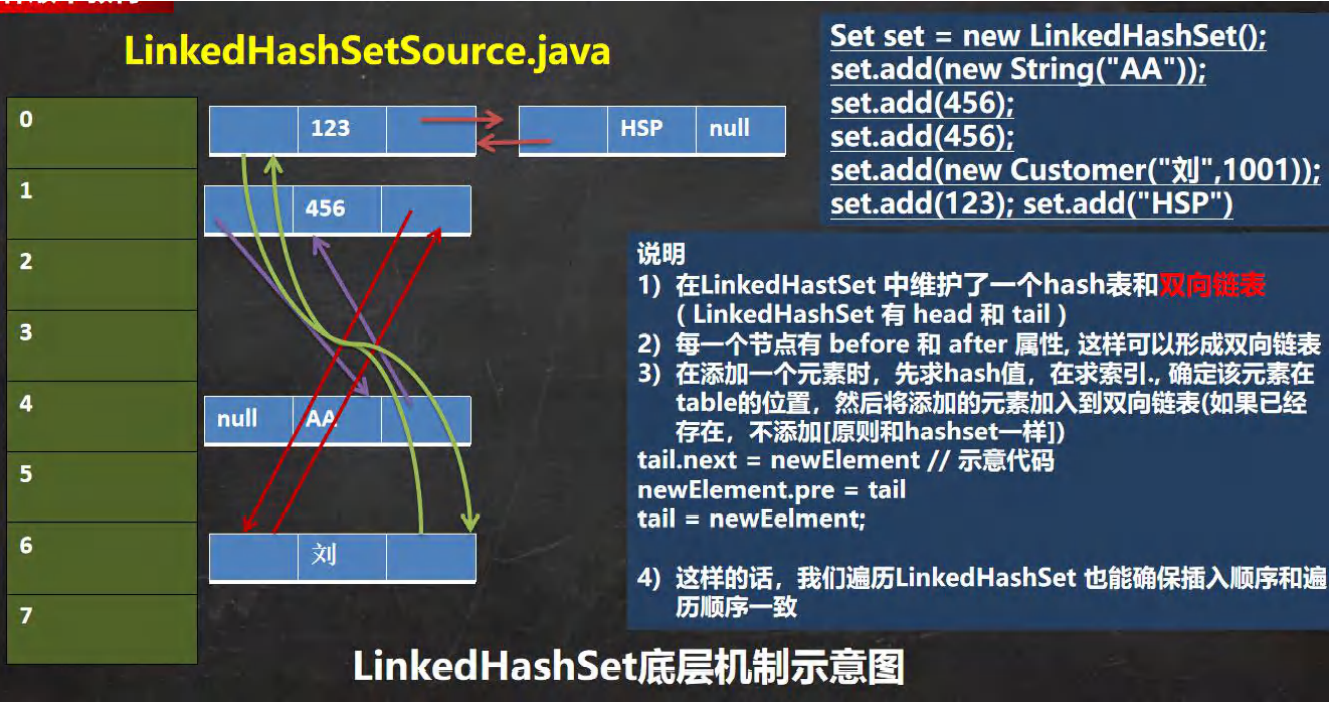 LinkedHashSetSource.java
0
123
HSP
null
1
456
2
3
4
null
AA
5
6
刘
7
Set set = new LinkedHashSet();
set.add(new String("AA"));
set.add(456);
set.add(456);
set.add(new Customer("刘",1001));
set.add(123); set.add("HSP")
说明
1) 在LinkedHastSet 中维护了一个hash表和双向链表
( LinkedHashSet 有 head 和 tail )
2) 每一个节点有 before 和 after 属性, 这样可以形成双向链表
3) 在添加一个元素时，先求hash值，在求索引., 确定该元素在
table的位置，然后将添加的元素加入到双向链表(如果已经
存在，不添加[原则和hashset一样])
tail.next = newElement // 示意代码
newElement.pre = tail
tail = newEelment;
4) 这样的话，我们遍历LinkedHashSet 也能确保插入顺序和遍
历顺序一致
LinkedHashSet底层机制示意图